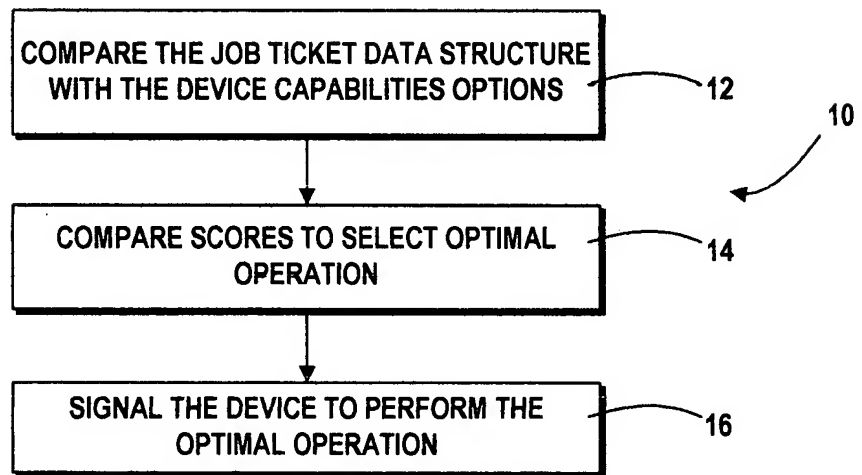 COMPARE THE JOB TICKET DATA STRUCTURE
WITH THE DEVICE CAPABILITIES OPTIONS
12
10
COMPARE SCORES TO SELECT OPTIMAL
OPERATION
14
SIGNAL THE DEVICE TO PERFORM THE
OPTIMAL OPERATION
16